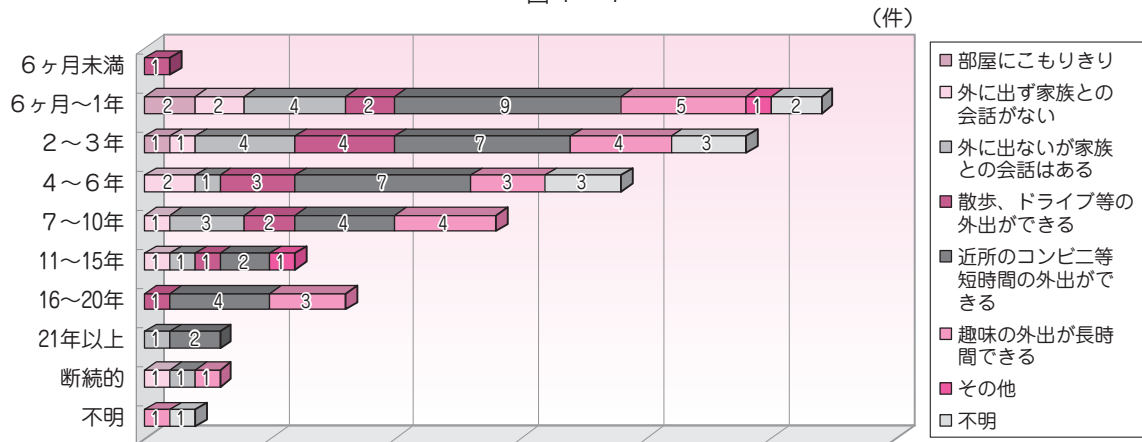 （件）
6ヶ月未満
1
6ヶ月～1年
2 2 4 2 9 5 1 2
2～3年
1 1 4 4 7 4 3
4～6年
2 1 3 7 3 3
7～10年
1 3 2 4 4
11～15年
1 1 1 2 1
16～20年
1 4 3
21年以上
1 2
断続的
1 1 1
不明
1 1
部屋にこもりきり
外に出ず家族との
会話がない
外に出ないが家族
との会話はある
散歩、ドライブ等の
外出ができる
近所のコンビニ等
短時間の外出がで
きる
趣味の外出が長時
間できる
その他
不明